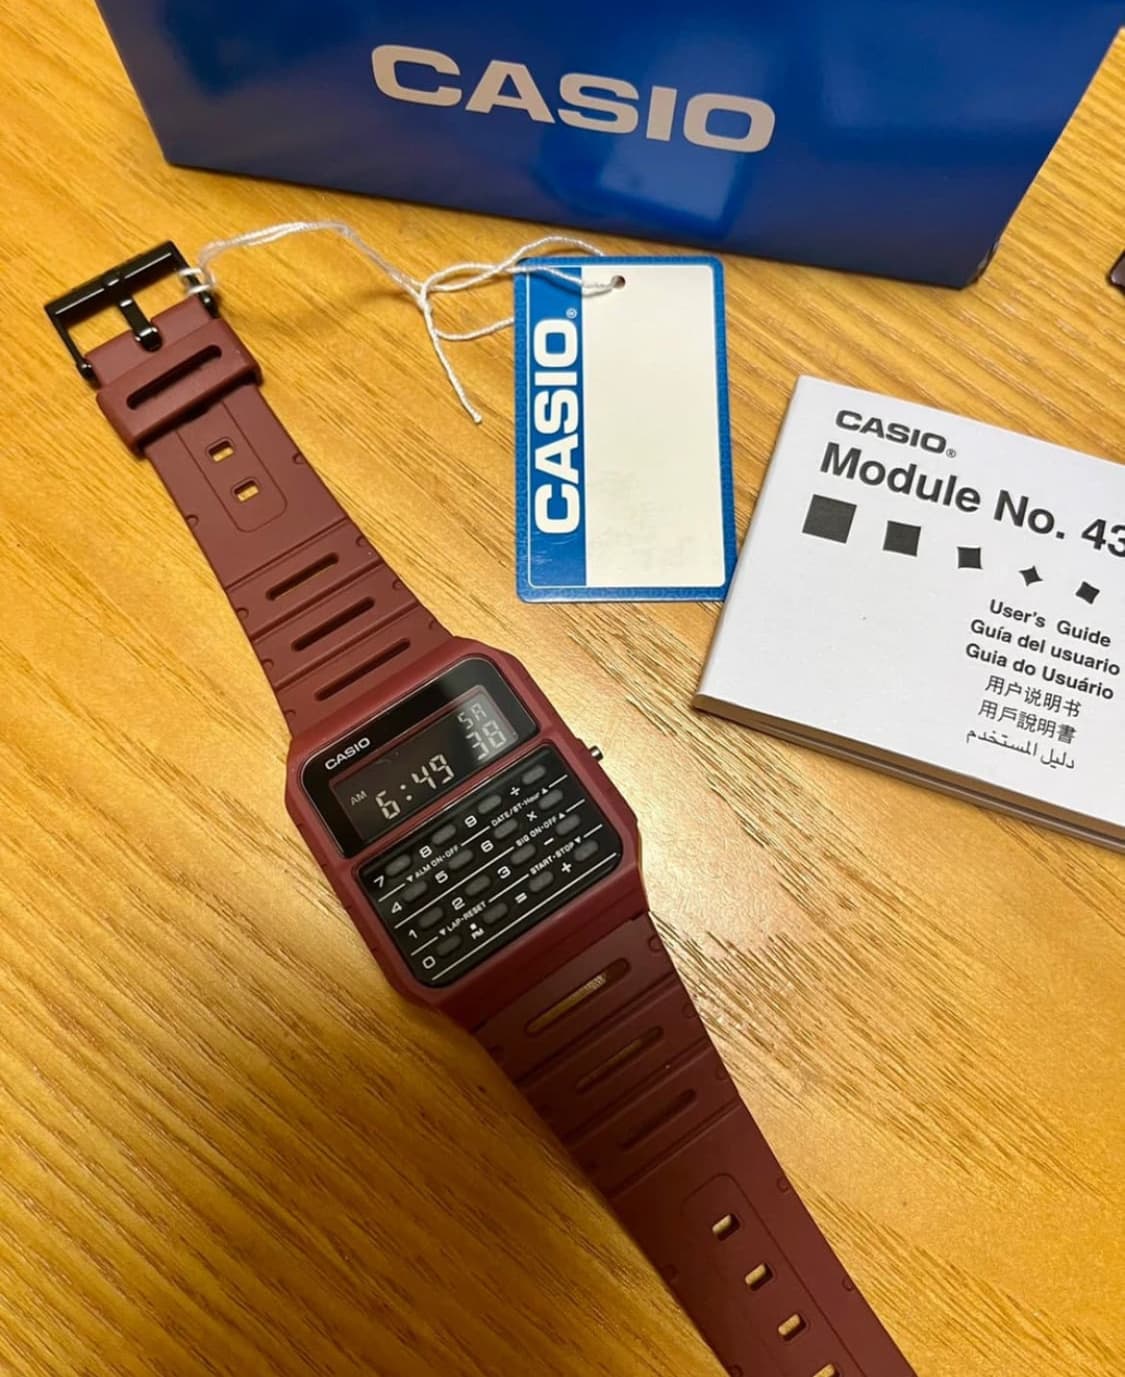 CASIO
CASIO®
CASIO®
Module No. 43
User's Guide
Guía del usuario
Guia do Usuário
用户说明书
用戶說明書
دليل المستخدم
CASIO
SA
AM 6:49 38
7 8 9 ÷
▼ALM ON·OFF DATE/ST-Hour▲
4 5 6 ×
SIG ON·OFF▲
1 2 3 −
▼LAP-RESET START-STOP▼
0 PM = +